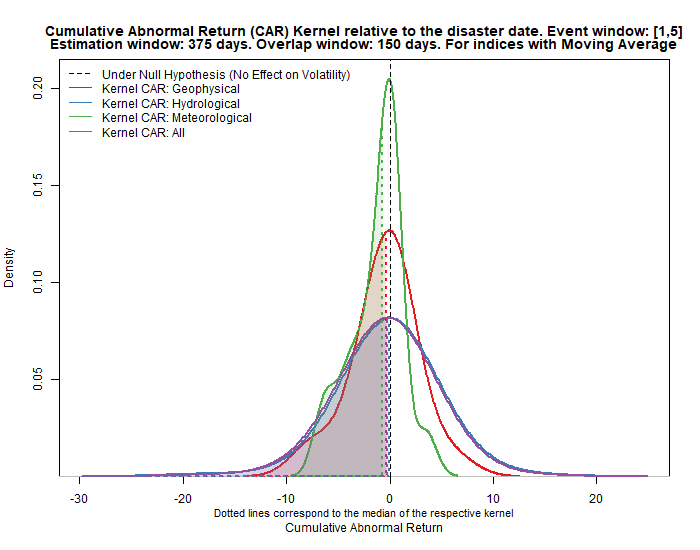 Cumulative Abnormal Return (CAR) Kernel relative to the disaster date. Event window: [1,5]
Estimation window: 375 days. Overlap window: 150 days. For indices with Moving Average
Under Null Hypothesis (No Effect on Volatility)
Kernel CAR: Geophysical
Kernel CAR: Hydrological
Kernel CAR: Meteorological
Kernel CAR: All
Density
0.20
0.15
0.10
0.05
-30
-20
-10
0
10
20
Dotted lines correspond to the median of the respective kernel
Cumulative Abnormal Return